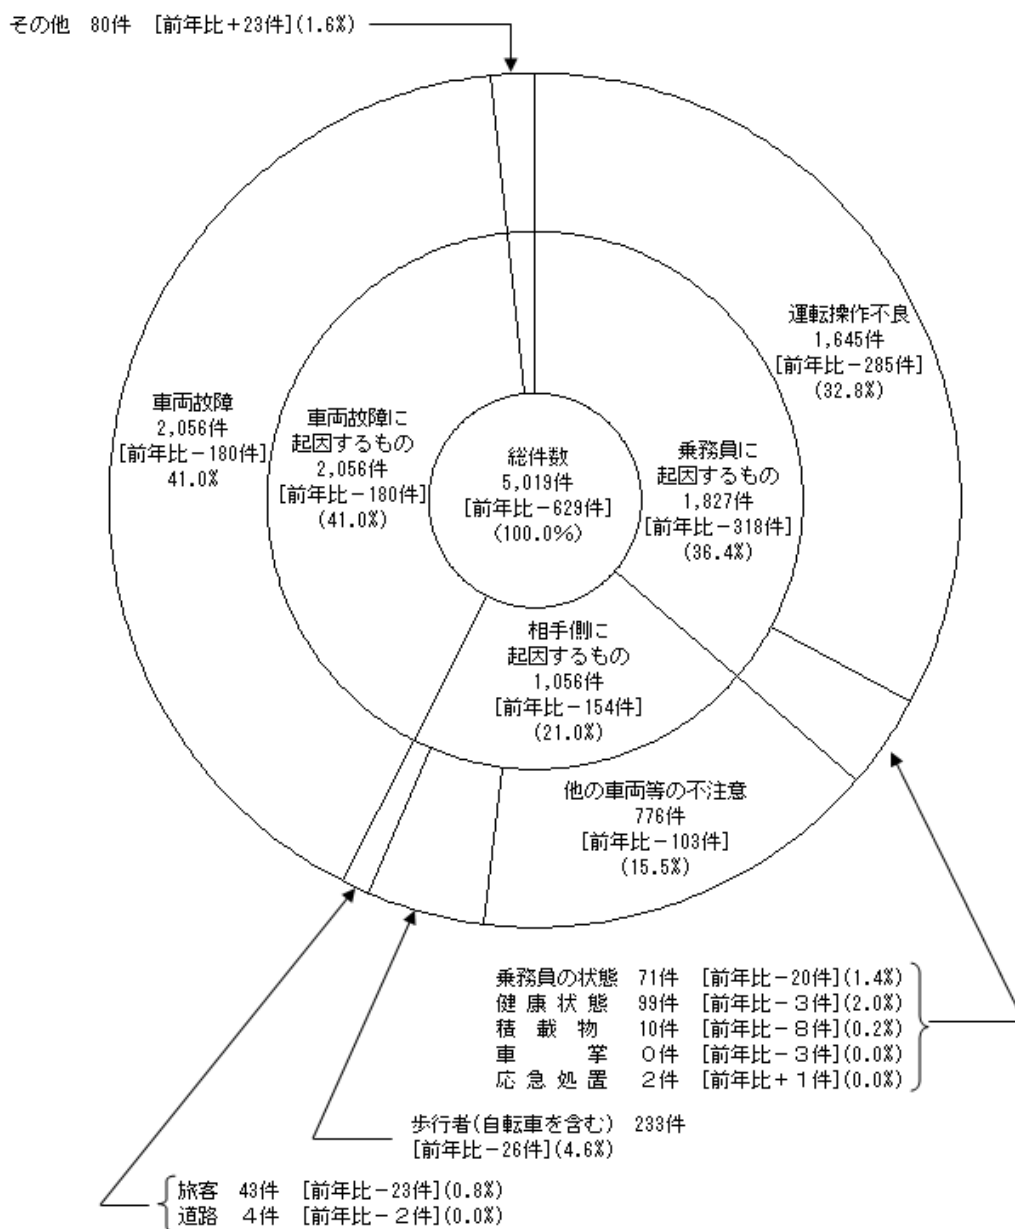 その他 80件 [前年比+23件](1.6%)
運転操作不良
1,645件
[前年比-285件]
(32.8%)
車両故障
2,056件
[前年比-180件]
41.0%
車両故障に
起因するもの
2,056件
[前年比-180件]
(41.0%)
総件数
5,019件
[前年比-629件]
(100.0%)
乗務員に
起因するもの
1,827件
[前年比-318件]
(36.4%)
相手側に
起因するもの
1,056件
[前年比-154件]
(21.0%)
他の車両等の不注意
776件
[前年比-103件]
(15.5%)
乗務員の状態 71件 [前年比-20件](1.4%)
健康状態 99件 [前年比-3件](2.0%)
積載物 10件 [前年比-8件](0.2%)
車掌 0件 [前年比-3件](0.0%)
応急処置 2件 [前年比+1件](0.0%)
歩行者(自転車を含む) 233件
[前年比-26件](4.6%)
旅客 43件 [前年比-23件](0.8%)
道路 4件 [前年比-2件](0.0%)